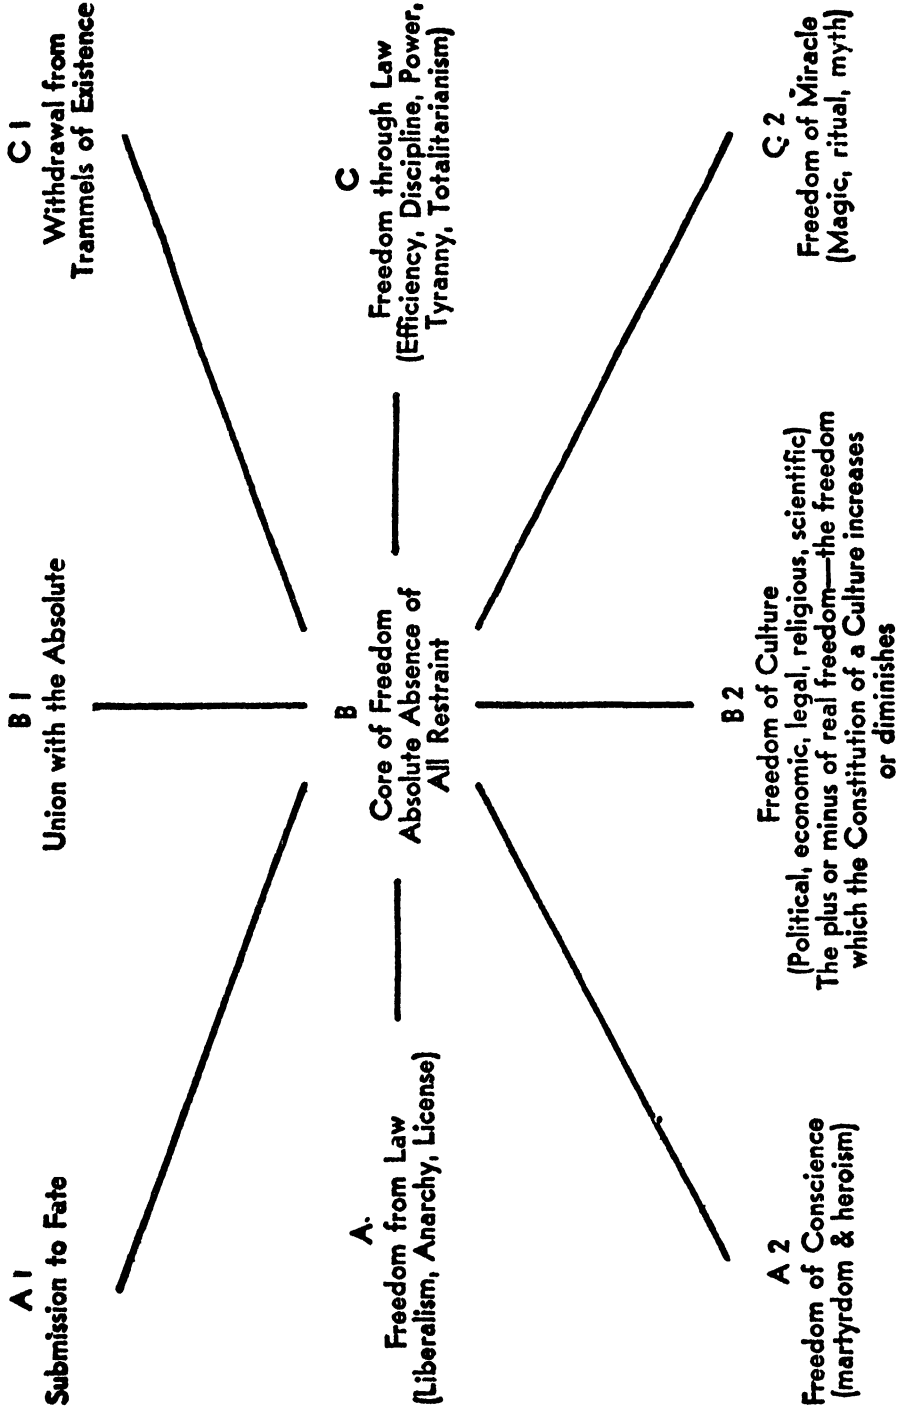 A 1
Submission to Fate
B 1
Union with the Absolute
C 1
Withdrawal from
Trammels of Existence
A.
Freedom from Law
(Liberalism, Anarchy, License)
B
Core of Freedom
Absolute Absence of
All Restraint
C
Freedom through Law
(Efficiency, Discipline, Power,
Tyranny, Totalitarianism)
A 2
Freedom of Conscience
(martyrdom & heroism)
B 2
Freedom of Culture
(Political, economic, legal, religious, scientific)
The plus or minus of real freedom—the freedom
which the Constitution of a Culture increases
or diminishes
C 2
Freedom of Miracle
(Magic, ritual, myth)